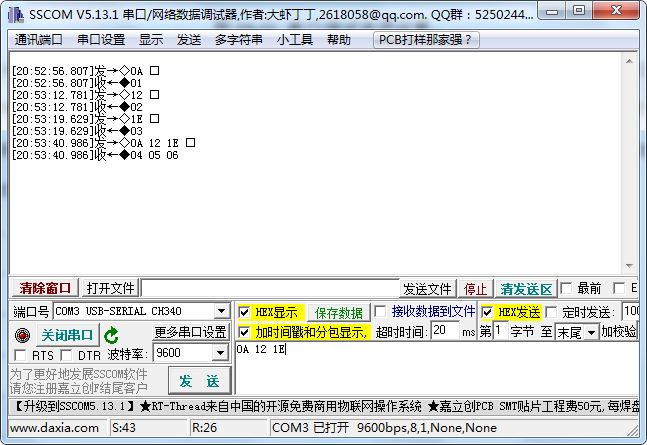 SSCOM V5.13.1 串口/网络数据调试器,作者:大虾丁丁,2618058@qq.com. QQ群：5250244...
通讯端口 串口设置 显示 发送 多字符串 小工具 帮助 PCB打样那家强？
[20:52:56.807]发→◇0A □
[20:52:56.807]收←◆01
[20:53:12.781]发→◇12 □
[20:53:12.781]收←◆02
[20:53:19.629]发→◇1E □
[20:53:19.629]收←◆03
[20:53:40.986]发→◇0A 12 1E □
[20:53:40.986]收←◆04 05 06
清除窗口 打开文件 发送文件 停止 清发送区 最前 E
端口号 COM3 USB-SERIAL CH340 HEX显示 保存数据 接收数据到文件 HEX发送 定时发送: 100
关闭串口 更多串口设置 加时间戳和分包显示, 超时时间: 20 ms 第 1 字节 至 末尾 加校验
RTS DTR 波特率: 9600
0A 12 1E
为了更好地发展SSCOM软件
请您注册嘉立创F结尾客户
发 送
【升级到SSCOM5.13.1】★RT-Thread来自中国的开源免费商用物联网操作系统 ★嘉立创PCB SMT贴片工程费50元, 每焊盘
www.daxia.com S:43 R:26 COM3 已打开 9600bps,8,1,None,None